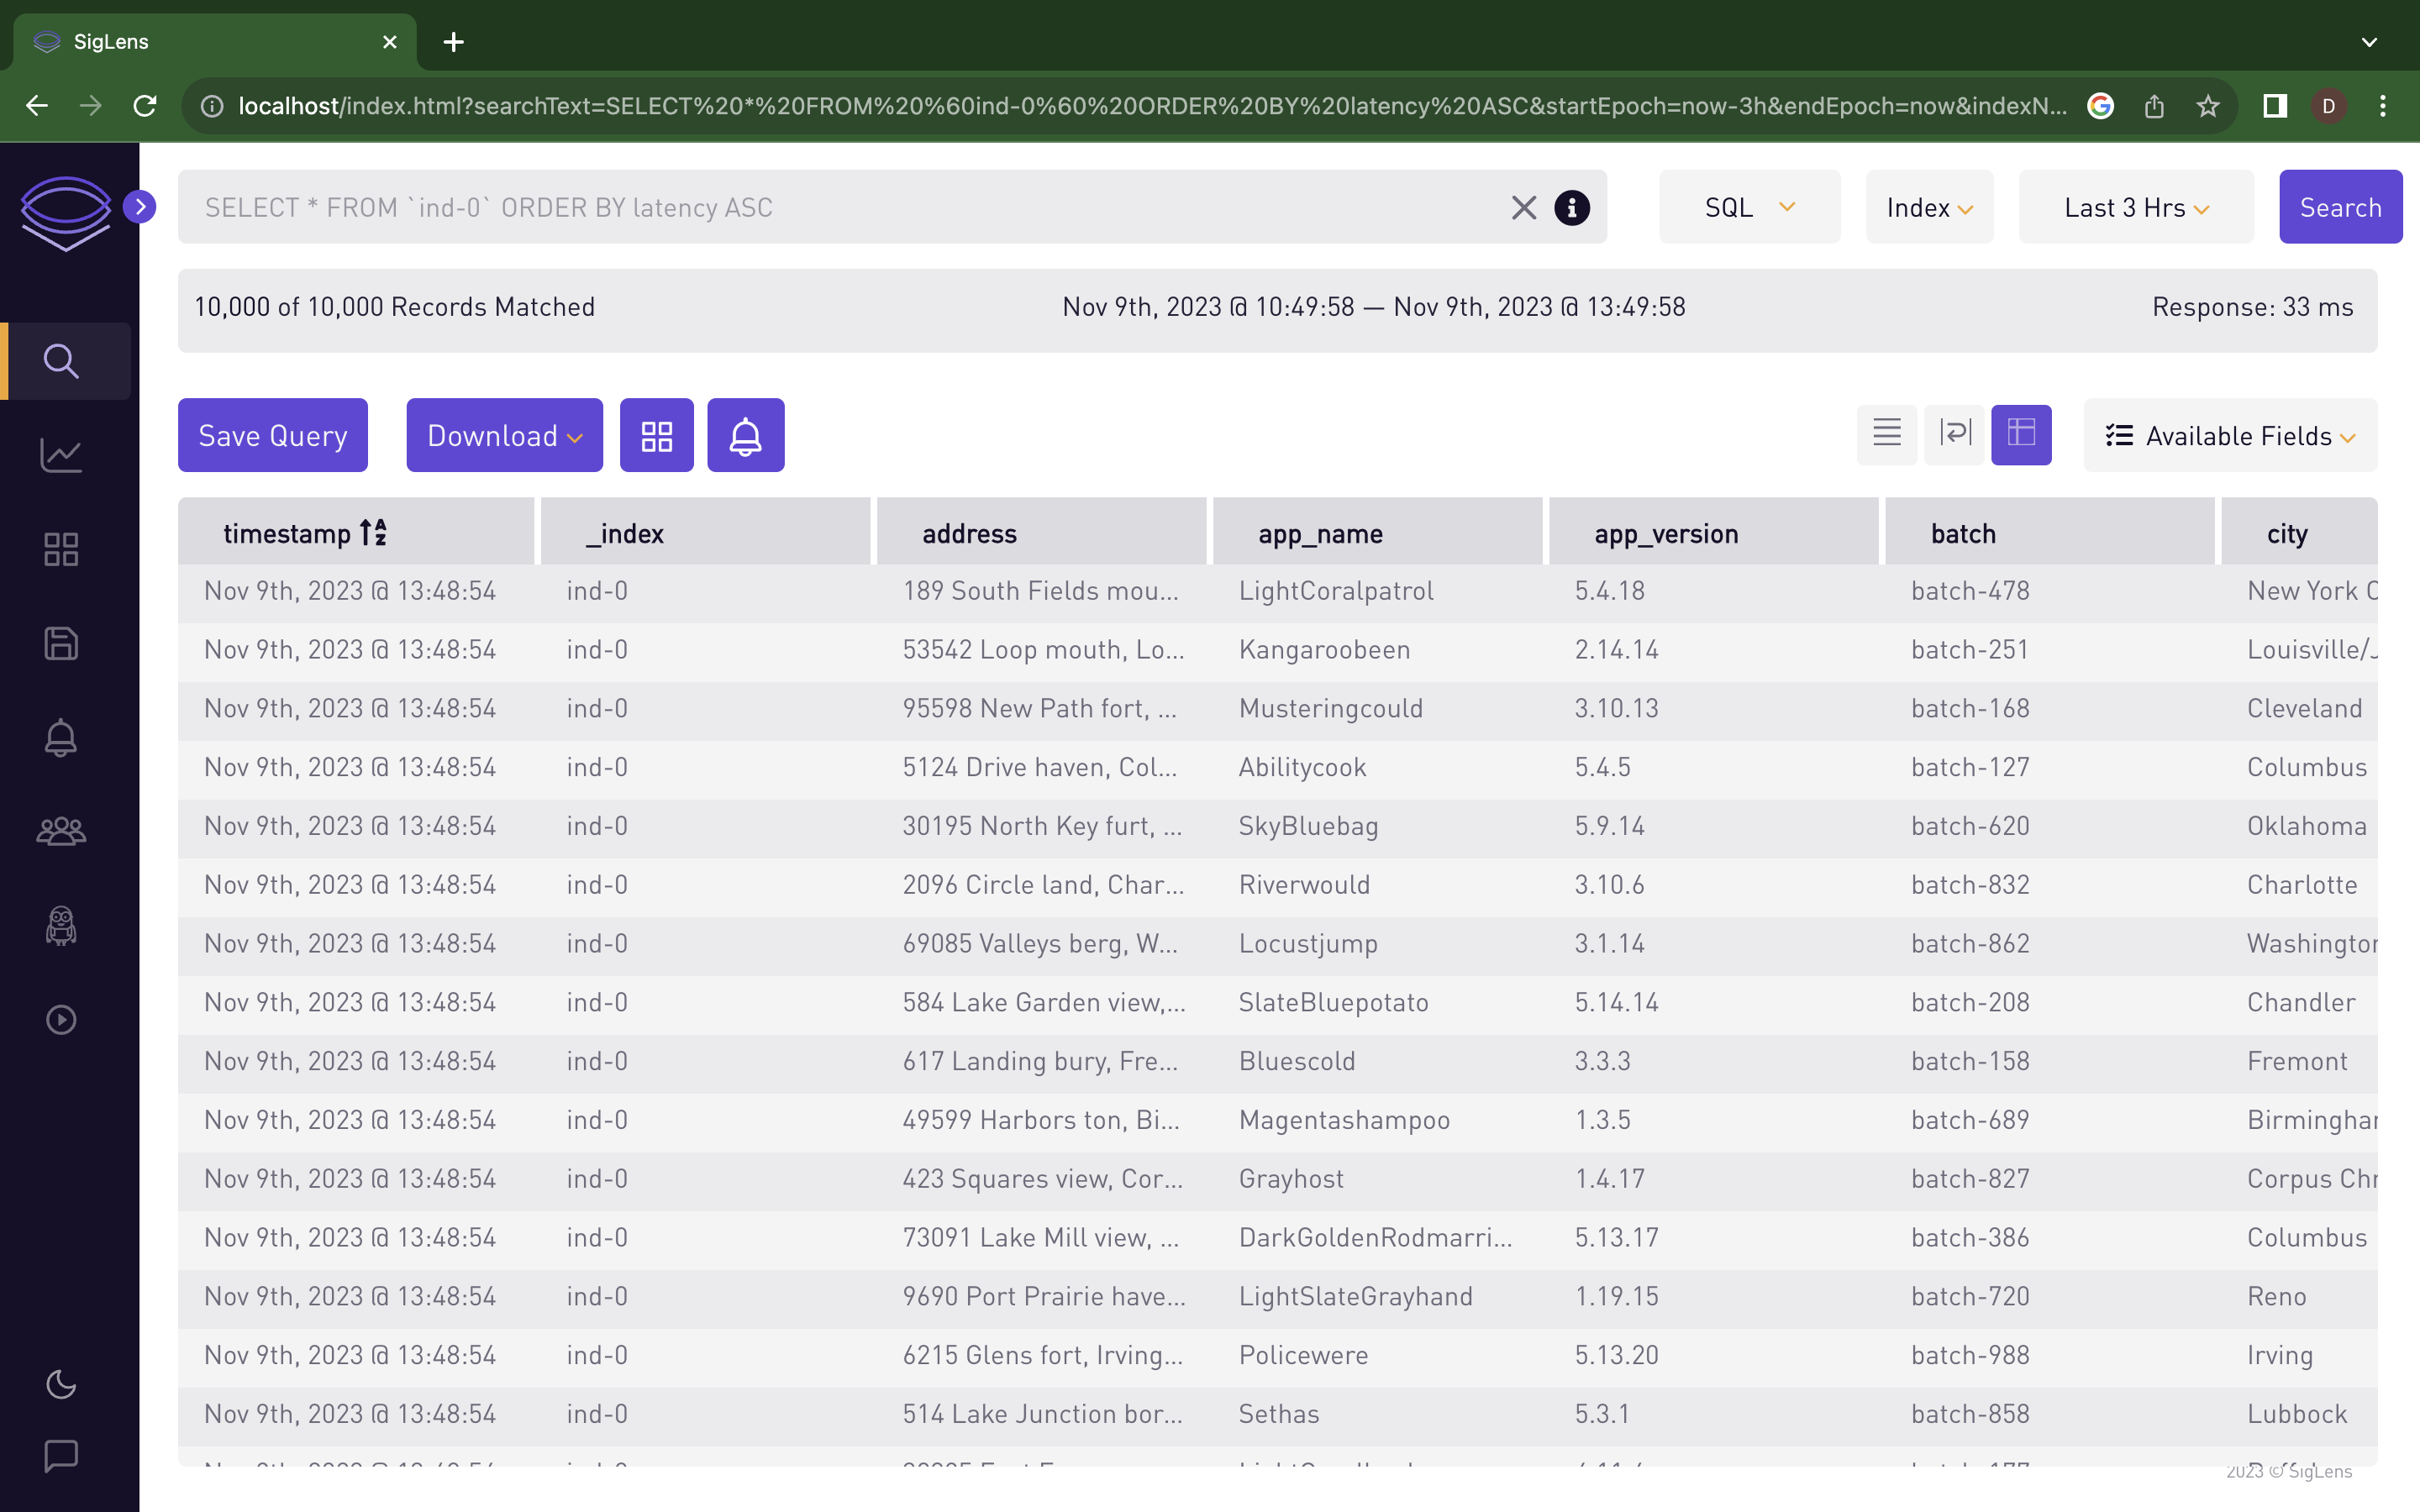 SigLens
localhost/index.html?searchText=SELECT%20*%20FROM%20%60ind-0%60%20ORDER%20BY%20latency%20ASC&startEpoch=now-3h&endEpoch=now&indexN...
D
SELECT * FROM `ind-0` ORDER BY latency ASC
SQL
Index
Last 3 Hrs
Search
10,000 of 10,000 Records Matched
Nov 9th, 2023 @ 10:49:58 — Nov 9th, 2023 @ 13:49:58
Response: 33 ms
Save Query
Download
Available Fields
timestamp _index address app_name app_version batch city
Nov 9th, 2023 @ 13:48:54 ind-0 189 South Fields mou... LightCoralpatrol 5.4.18 batch-478 New York C
Nov 9th, 2023 @ 13:48:54 ind-0 53542 Loop mouth, Lo... Kangaroobeen 2.14.14 batch-251 Louisville/J
Nov 9th, 2023 @ 13:48:54 ind-0 95598 New Path fort, ... Musteringcould 3.10.13 batch-168 Cleveland
Nov 9th, 2023 @ 13:48:54 ind-0 5124 Drive haven, Col... Abilitycook 5.4.5 batch-127 Columbus
Nov 9th, 2023 @ 13:48:54 ind-0 30195 North Key furt, ... SkyBluebag 5.9.14 batch-620 Oklahoma
Nov 9th, 2023 @ 13:48:54 ind-0 2096 Circle land, Char... Riverwould 3.10.6 batch-832 Charlotte
Nov 9th, 2023 @ 13:48:54 ind-0 69085 Valleys berg, W... Locustjump 3.1.14 batch-862 Washington
Nov 9th, 2023 @ 13:48:54 ind-0 584 Lake Garden view,... SlateBluepotato 5.14.14 batch-208 Chandler
Nov 9th, 2023 @ 13:48:54 ind-0 617 Landing bury, Fre... Bluescold 3.3.3 batch-158 Fremont
Nov 9th, 2023 @ 13:48:54 ind-0 49599 Harbors ton, Bi... Magentashampoo 1.3.5 batch-689 Birmingha
Nov 9th, 2023 @ 13:48:54 ind-0 423 Squares view, Cor... Grayhost 1.4.17 batch-827 Corpus Chr
Nov 9th, 2023 @ 13:48:54 ind-0 73091 Lake Mill view, ... DarkGoldenRodmarri... 5.13.17 batch-386 Columbus
Nov 9th, 2023 @ 13:48:54 ind-0 9690 Port Prairie have... LightSlateGrayhand 1.19.15 batch-720 Reno
Nov 9th, 2023 @ 13:48:54 ind-0 6215 Glens fort, Irving... Policewere 5.13.20 batch-988 Irving
Nov 9th, 2023 @ 13:48:54 ind-0 514 Lake Junction bor... Sethas 5.3.1 batch-858 Lubbock
2023 © SigLens